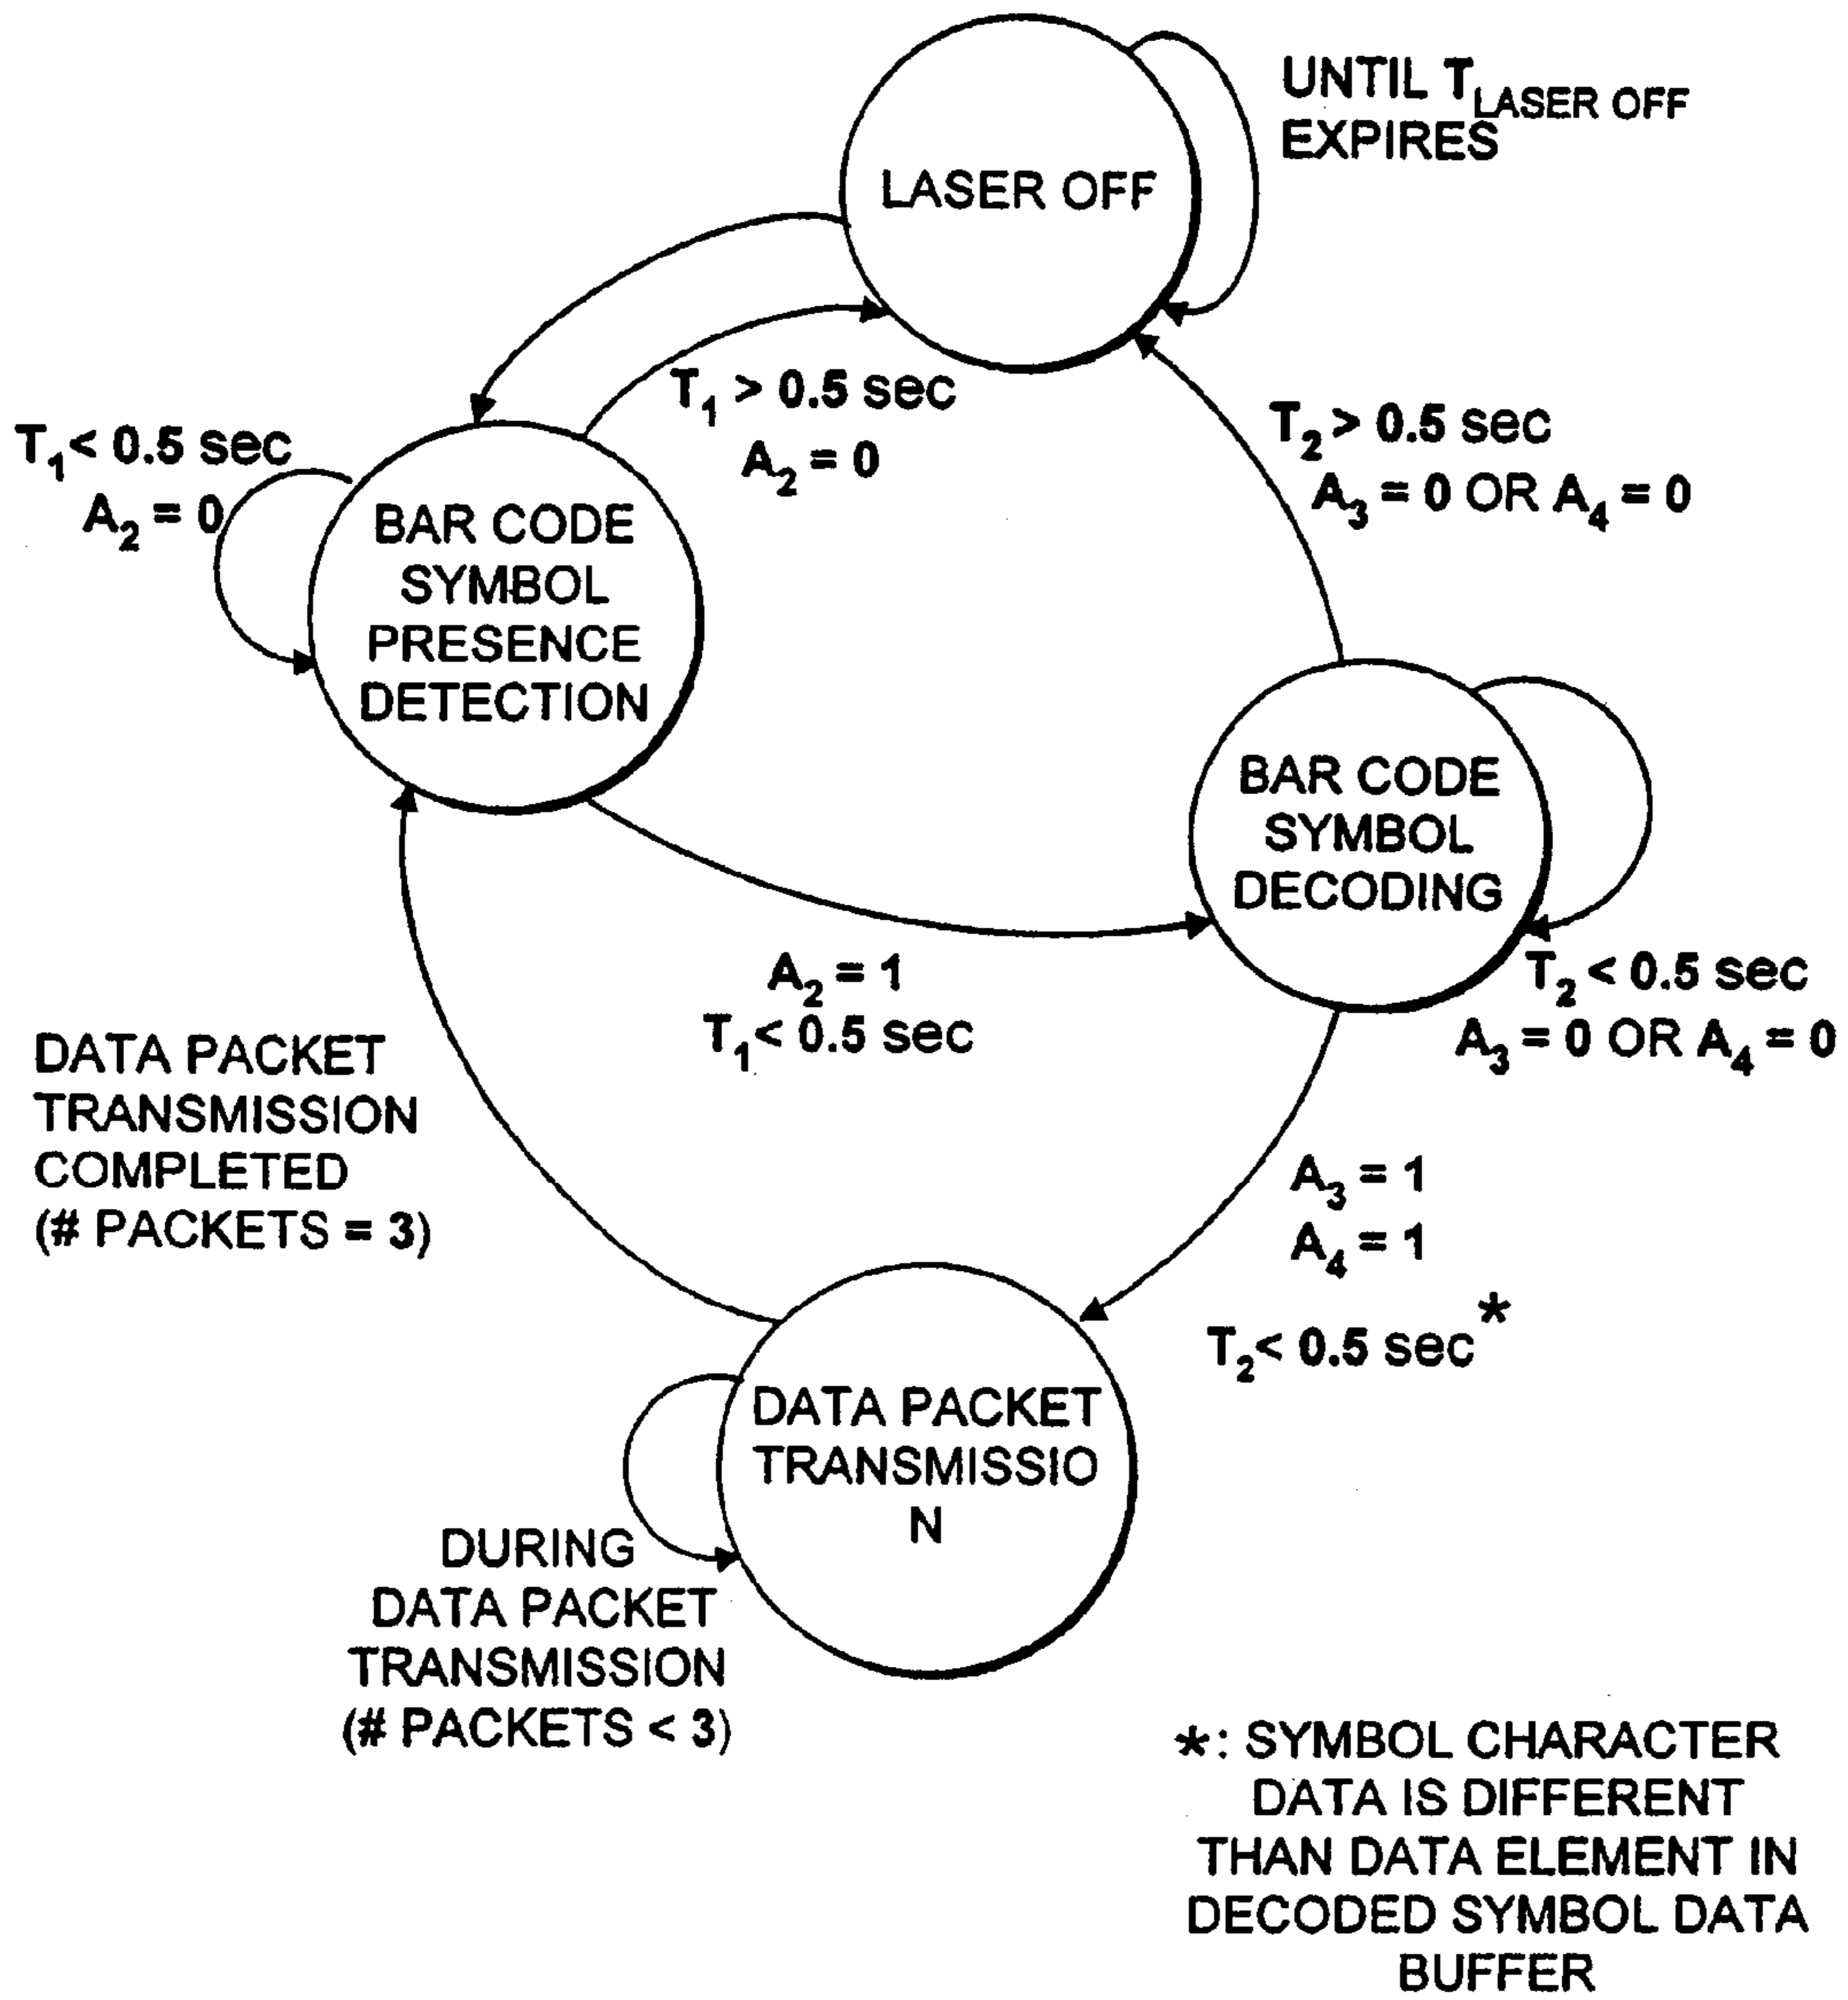 UNTIL T LASER OFF
EXPIRES
LASER OFF
T1 > 0.5 sec
A2 = 0
T1 < 0.5 sec
A2 = 0
BAR CODE
SYMBOL
PRESENCE
DETECTION
T2 > 0.5 sec
A3 = 0 OR A4 = 0
BAR CODE
SYMBOL
DECODING
T2 < 0.5 sec
A3 = 0 OR A4 = 0
A2 = 1
T1 < 0.5 sec
DATA PACKET
TRANSMISSION
COMPLETED
(# PACKETS = 3)
A3 = 1
A4 = 1
T2 < 0.5 sec *
DATA PACKET
TRANSMISSIO
N
DURING
DATA PACKET
TRANSMISSION
(# PACKETS < 3)
*: SYMBOL CHARACTER
DATA IS DIFFERENT
THAN DATA ELEMENT IN
DECODED SYMBOL DATA
BUFFER